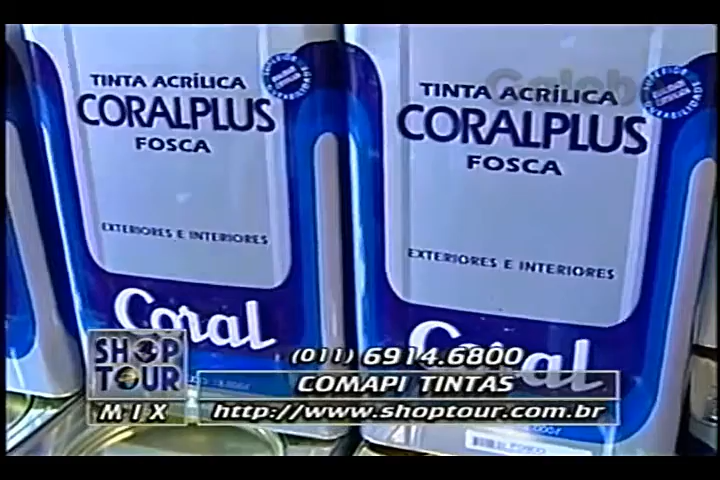 TINTA ACRÍLICA
CORALPLUS
FOSCA
EXTERIORES E INTERIORES
Coral
TINTA ACRÍLICA
CORALPLUS
FOSCA
EXTERIORES E INTERIORES
Coral
SHOP
TOUR
MIX
(011) 6914.6800
COMAPI TINTAS
http://www.shoptour.com.br